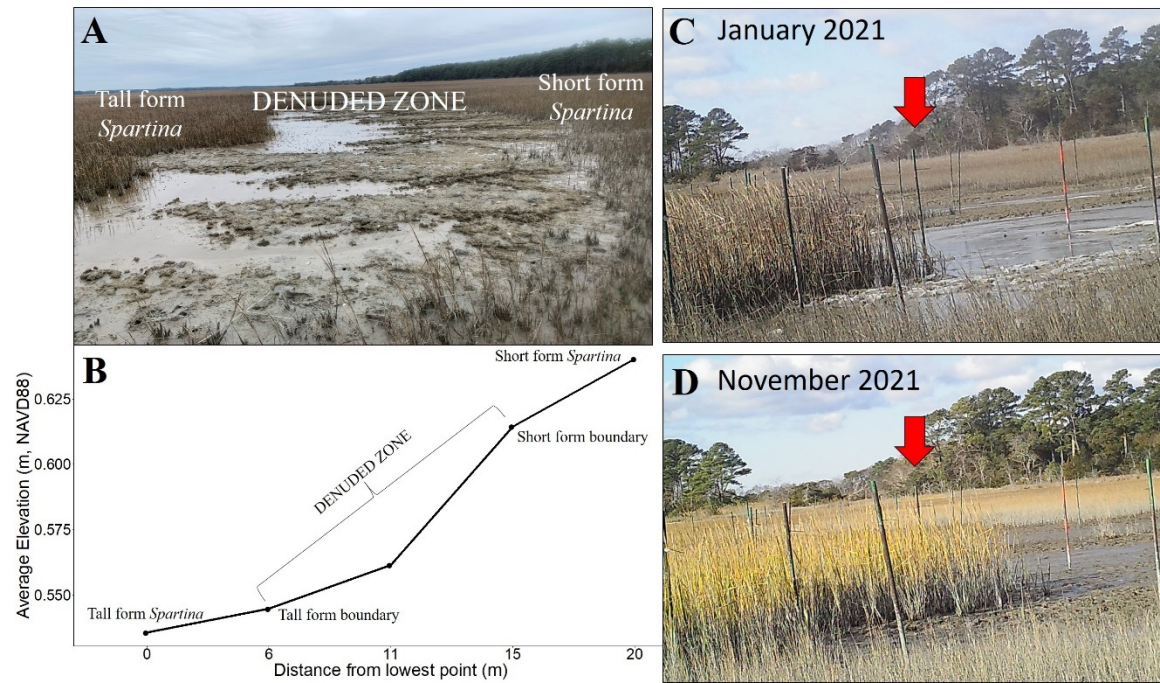 A
Tall form
Spartina
DENUDED ZONE
Short form
Spartina
B
Average Elevation (m, NAVD88)
0.625
0.600
0.575
0.550
Short form Spartina
Short form boundary
DENUDED ZONE
Tall form Spartina
Tall form boundary
0
6
11
15
20
Distance from lowest point (m)
C
January 2021
D
November 2021